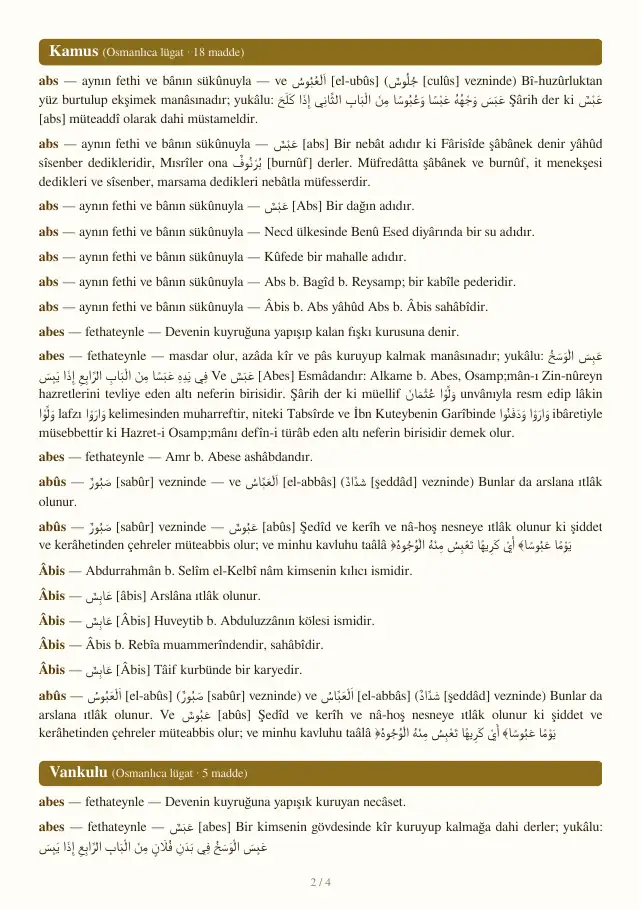 Kamus (Osmanlıca lügat · 18 madde)
abs — aynın fethi ve bânın sükûnuyla — ve اَلْعُبُوسُ [el-ubûs] (جُلُوسٌ [culûs] vezninde) Bî-huzûrluktan
yüz burtulup ekşimek manâsınadır; yukâlu: عَبَسَ وَجْهُهُ عَبْسًا وَعُبُوسًا مِنَ الْبَابِ الثَّانِي إِذَا كَلَحَ Şârih der ki عَبْسٌ
[abs] müteaddî olarak dahi müstameldir.
abs — aynın fethi ve bânın sükûnuyla — عَبْسٌ [abs] Bir nebât adıdır ki Fârisîde şâbânek denir yâhûd
sîsenber dedikleridir, Mısrîler ona بُرْنُوفٌ [burnûf] derler. Müfredâtta şâbânek ve burnûf, it menekşesi
dedikleri ve sîsenber, marsama dedikleri nebâtla müfesserdir.
abs — aynın fethi ve bânın sükûnuyla — عَبْسٌ [Abs] Bir dağın adıdır.
abs — aynın fethi ve bânın sükûnuyla — Necd ülkesinde Benû Esed diyârında bir su adıdır.
abs — aynın fethi ve bânın sükûnuyla — Kûfede bir mahalle adıdır.
abs — aynın fethi ve bânın sükûnuyla — Abs b. Bagîd b. Reysamp; bir kabîle pederidir.
abs — aynın fethi ve bânın sükûnuyla — Âbis b. Abs yâhûd Abs b. Âbis sahâbîdir.
abes — fethateynle — Devenin kuyruğuna yapışıp kalan fışkı kurusuna denir.
abes — fethateynle — masdar olur, azâda kîr ve pâs kuruyup kalmak manâsınadır; yukâlu: عَبِسَ الْوَسَخُ
فِي يَدِهِ عَبَسًا مِنَ الْبَابِ الرَّابِعِ إِذَا يَبِسَ Ve عَبَسٌ [Abes] Esmâdandır: Alkame b. Abes, Osamp;mân-ı Zin-nûreyn
hazretlerini tevliye eden altı neferin birisidir. Şârih der ki müellif وَلَّوْا عُثْمَانَ unvânıyla resm edip lâkin
وَلَّوْا lafzı وَارَوْا kelimesinden muharreftir, niteki Tabsîrde ve İbn Kuteybenin Garîbinde وَارَوْا وَدَفَنُوا ibâretiyle
müsebbettir ki Hazret-i Osamp;mânı defin-i türâb eden altı neferin birisidir demek olur.
abes — fethateynle — Amr b. Abese ashâbdandır.
abûs — صَبُورٌ [sabûr] vezninde — ve اَلْعَبَّاسُ [el-abbâs] (شَدَّادٌ [şeddâd] vezninde) Bunlar da arslana ıtlâk
olunur.
abûs — صَبُورٌ [sabûr] vezninde — عَبُوسٌ [abûs] Şedîd ve kerîh ve nâ-hoş nesneye ıtlâk olunur ki şiddet
ve kerâhetinden çehreler müteabbis olur; ve minhu kavluhu taâlâ ﴿يَوْمًا عَبُوسًا﴾ أَيْ كَرِيهًا تَعْبِسُ مِنْهُ الْوُجُوهُ
Âbis — Abdurrahmân b. Selîm el-Kelbî nâm kimsenin kılıcı ismidir.
Âbis — عَابِسٌ [âbis] Arslâna ıtlâk olunur.
Âbis — عَابِسٌ [Âbis] Huveytib b. Abduluzzânın kölesi ismidir.
Âbis — Âbis b. Rebîa muammerîndendir, sahâbîdir.
Âbis — عَابِسٌ [Âbis] Tâif kurbünde bir karyedir.
abûs — اَلْعَبُوسُ [el-abûs] (صَبُورٌ [sabûr] vezninde) ve اَلْعَبَّاسُ [el-abbâs] (شَدَّادٌ [şeddâd] vezninde) Bunlar da
arslana ıtlâk olunur. Ve عَبُوسٌ [abûs] Şedîd ve kerîh ve nâ-hoş nesneye ıtlâk olunur ki şiddet ve
kerâhetinden çehreler müteabbis olur; ve minhu kavluhu taâlâ ﴿يَوْمًا عَبُوسًا﴾ أَيْ كَرِيهًا تَعْبِسُ مِنْهُ الْوُجُوهُ
Vankulu (Osmanlıca lügat · 5 madde)
abes — fethateynle — Devenin kuyruğuna yapışık kuruyan necâset.
abes — fethateynle — عَبَسٌ [abes] Bir kimsenin gövdesinde kîr kuruyup kalmağa dahi derler; yukâlu:
عَبِسَ الْوَسَخُ فِي بَدَنِ فُلَانٍ مِنَ الْبَابِ الرَّابِعِ إِذَا يَبِسَ
2 / 4